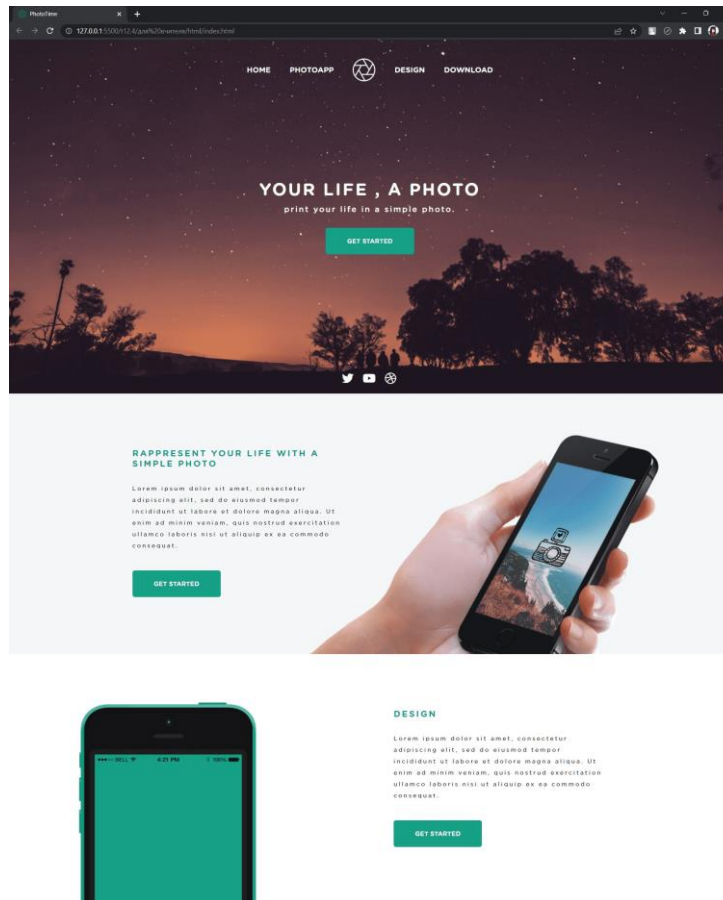 PhotoTime
127.0.0.1:5500/t12.4/для%20агителя/html/index.html
HOME PHOTOAPP DESIGN DOWNLOAD
YOUR LIFE , A PHOTO
print your life in a simple photo.
GET STARTED
RAPPRESENT YOUR LIFE WITH A
SIMPLE PHOTO
Lorem ipsum dolor sit amet, consectetur
adipiscing elit, sed do eiusmod tempor
incididunt ut labore et dolore magna aliqua. Ut
enim ad minim veniam, quis nostrud exercitation
ullamco laboris nisi ut aliquip ex ea commodo
consequat.
GET STARTED
BELL 4:21 PM 100%
DESIGN
Lorem ipsum dolor sit amet, consectetur
adipiscing elit, sed do eiusmod tempor
incididunt ut labore et dolore magna aliqua. Ut
enim ad minim veniam, quis nostrud exercitation
ullamco laboris nisi ut aliquip ex ea commodo
consequat.
GET STARTED